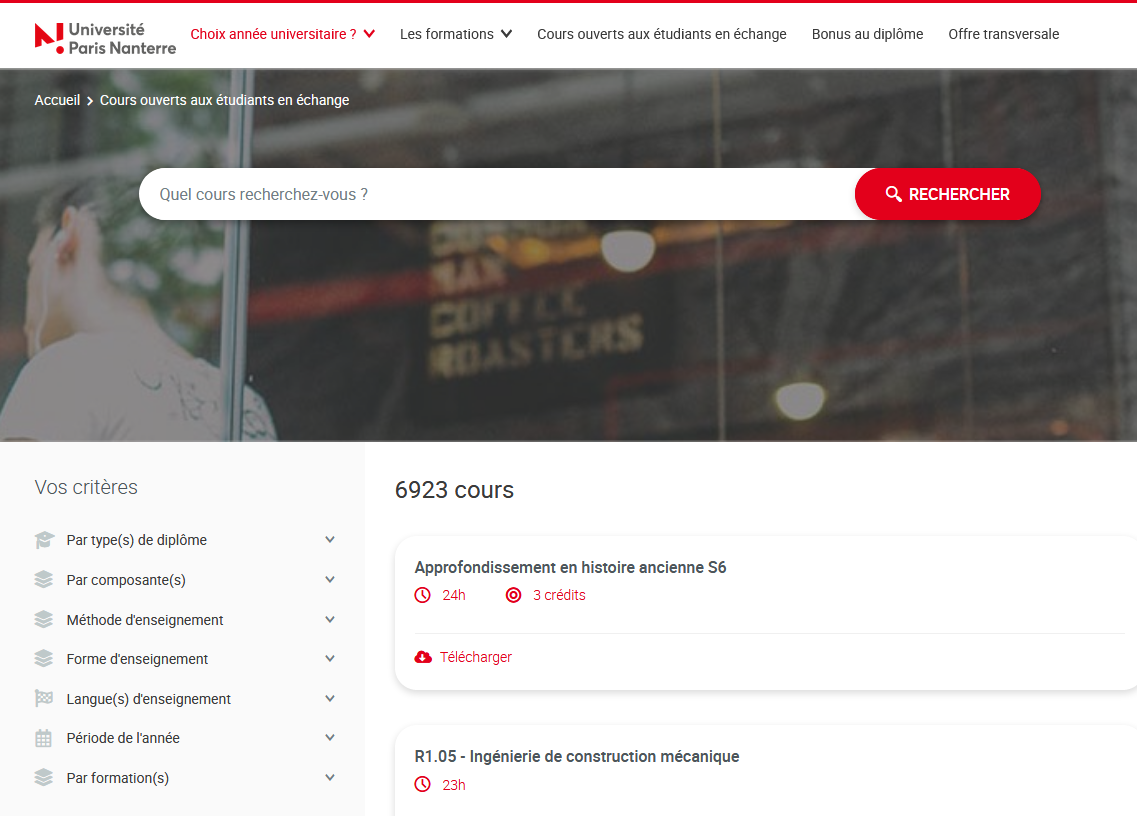 Université
Paris Nanterre
Choix année universitaire ?
Les formations
Cours ouverts aux étudiants en échange
Bonus au diplôme
Offre transversale
Accueil > Cours ouverts aux étudiants en échange
Quel cours recherchez-vous ?
RECHERCHER
MAN
COFFEE
ROASTERS
Vos critères
Par type(s) de diplôme
Par composante(s)
Méthode d'enseignement
Forme d'enseignement
Langue(s) d'enseignement
Période de l'année
Par formation(s)
6923 cours
Approfondissement en histoire ancienne S6
24h
3 crédits
Télécharger
R1.05 - Ingénierie de construction mécanique
23h